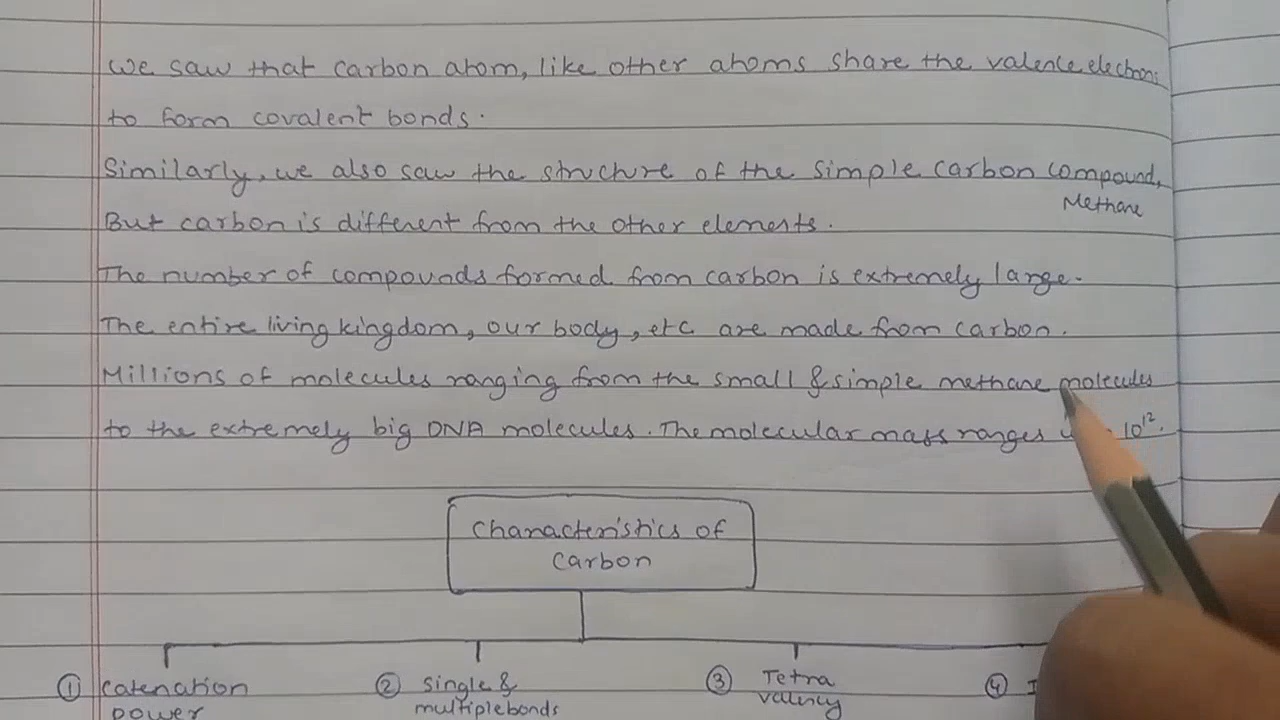 We saw that carbon atom, like other atoms share the valence electrons
to form covalent bonds.
Similarly, we also saw the structure of the simple carbon compound,
Methane
But carbon is different from the other elements.
The number of compounds formed from carbon is extremely large.
The entire living kingdom, our body, etc are made from carbon.
Millions of molecules ranging from the small & simple methane molecules
to the extremely big DNA molecules. The molecular mass ranges 10¹².
Characteristics of
Carbon
① Catenation
power
② Single &
multiple bonds
③ Tetra
valency
④